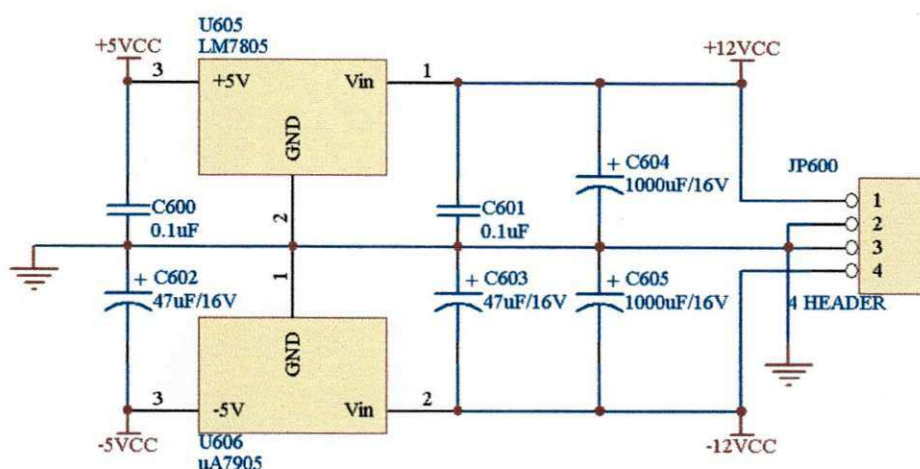 U605
LM7805
+5VCC
+12VCC
3
+5V
Vin
1
GND
2
+
C604
1000uF/16V
JP600
C600
0.1uF
C601
0.1uF
1
2
3
4
1
+
C602
47uF/16V
+
C603
47uF/16V
+
C605
1000uF/16V
4 HEADER
GND
3
-5V
Vin
2
-5VCC
U606
uA7905
-12VCC